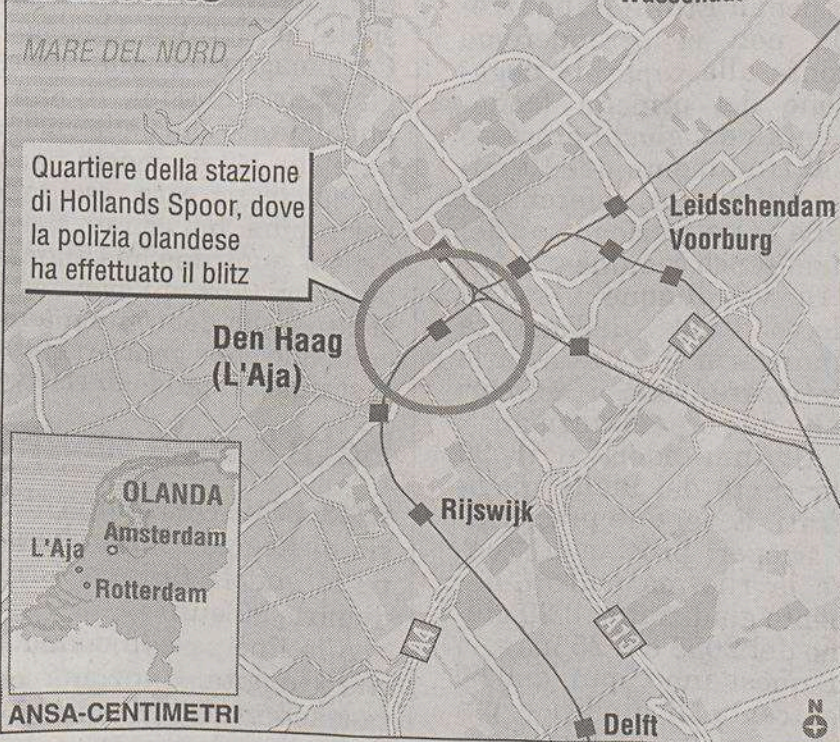 MARE DEL NORD
Quartiere della stazione
di Hollands Spoor, dove
la polizia olandese
ha effettuato il blitz
Leidschendam
Voorburg
A4
Den Haag
(L'Aja)
Rijswijk
OLANDA
Amsterdam
L'Aja
Rotterdam
A4
A13
ANSA-CENTIMETRI
Delft
N